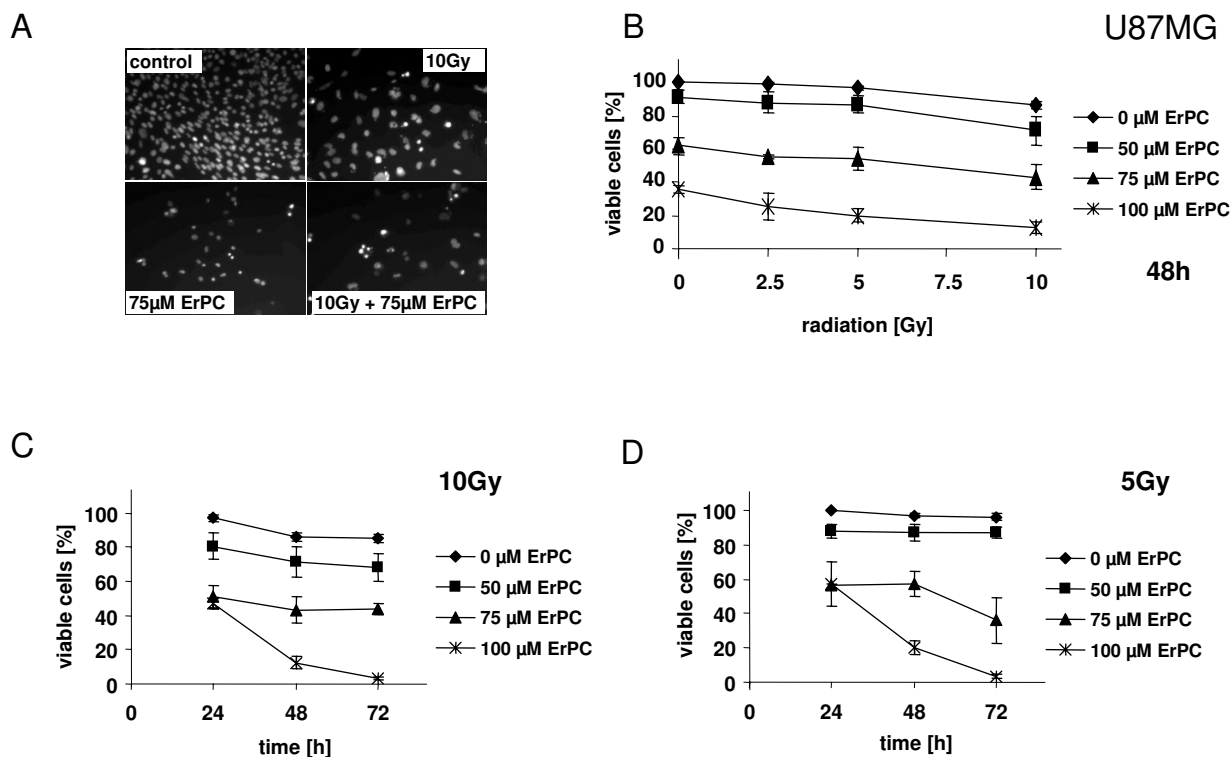 A
control
10Gy
75µM ErPC
10Gy + 75µM ErPC
B
U87MG
viable cells [%]
100
80
60
40
20
0
0
2.5
5
7.5
10
radiation [Gy]
0 µM ErPC
50 µM ErPC
75 µM ErPC
100 µM ErPC
48h
C
10Gy
viable cells [%]
100
80
60
40
20
0
0
24
48
72
time [h]
0 µM ErPC
50 µM ErPC
75 µM ErPC
100 µM ErPC
D
5Gy
viable cells [%]
100
80
60
40
20
0
0
24
48
72
time [h]
0 µM ErPC
50 µM ErPC
75 µM ErPC
100 µM ErPC